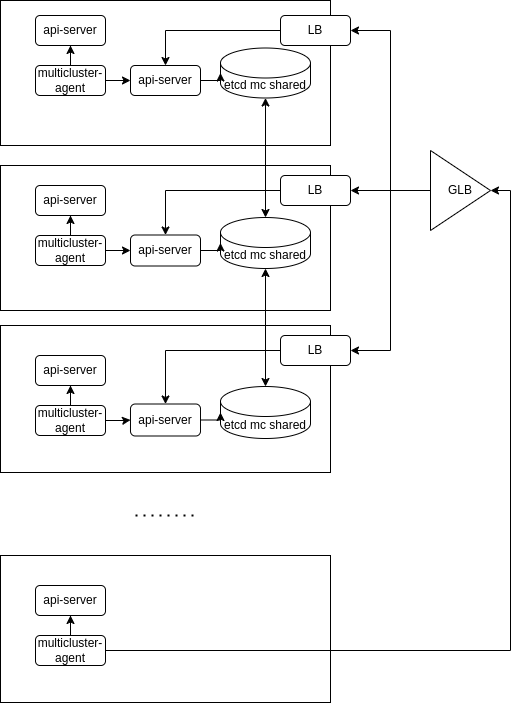 LB
api-server
multicluster-
agent
api-server
etcd mc shared
LB
GLB
api-server
multicluster-
agent
api-server
etcd mc shared
LB
api-server
multicluster-
agent
api-server
etcd mc shared
........
api-server
multicluster-
agent